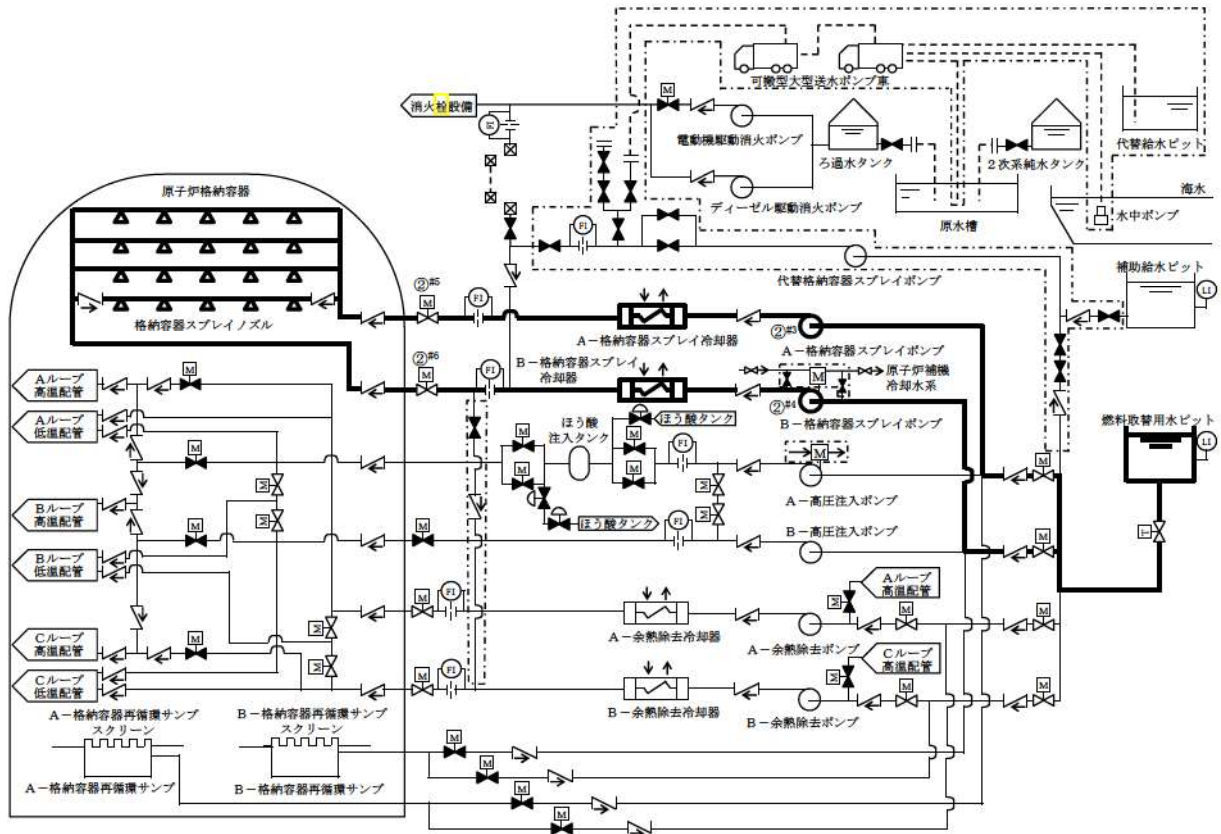 可搬型大型送水ポンプ車
消火栓設備
M
FI
電動機駆動消火ポンプ
ろ過水タンク
2次系純水タンク
代替給水ピット
ディーゼル駆動消火ポンプ
原水槽
海水
水中ポンプ
FI
代替格納容器スプレイポンプ
補助給水ピット
LI
原子炉格納容器
格納容器スプレイノズル
②#5
M
FI
A-格納容器スプレイ冷却器
②#3
A-格納容器スプレイポンプ
②#6
M
FI
B-格納容器スプレイ
冷却器
M
原子炉補機
冷却水系
②#4
B-格納容器スプレイポンプ
燃料取替用水ピット
LI
Aループ
高温配管
M
Aループ
低温配管
M
ほう酸
注入タンク
ほう酸タンク
M
M
M
M
FI
M
A-高圧注入ポンプ
M
M
M
Bループ
高温配管
M
M
ほう酸タンク
M
FI
B-高圧注入ポンプ
M
M
T
Bループ
低温配管
M
FI
A-余熱除去冷却器
Aループ
高温配管
M
M
M
A-余熱除去ポンプ
Cループ
高温配管
M
M
M
Cループ
低温配管
M
FI
B-余熱除去冷却器
Cループ
高温配管
M
M
M
B-余熱除去ポンプ
A-格納容器再循環サンプ
スクリーン
B-格納容器再循環サンプ
スクリーン
A-格納容器再循環サンプ
B-格納容器再循環サンプ
M
M
M
M